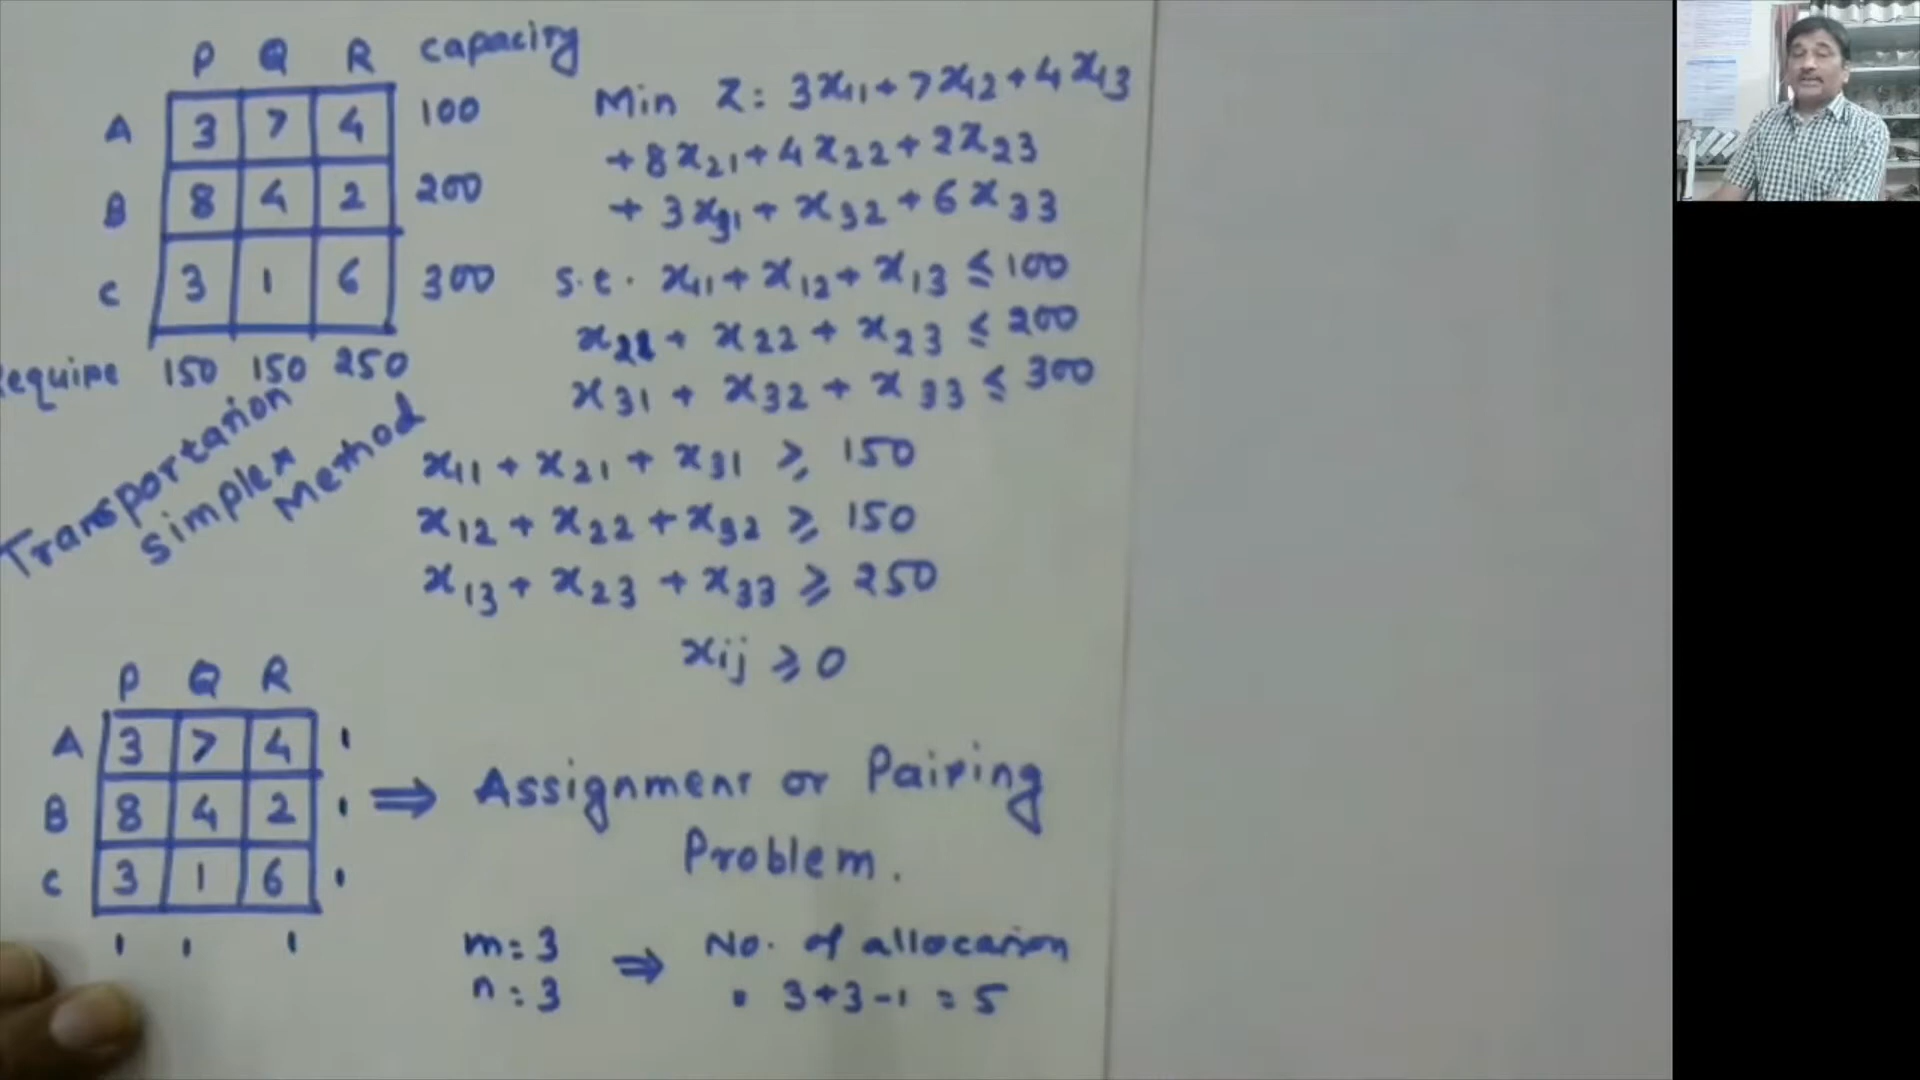 P Q R capacity
A 3 7 4 100
B 8 4 2 200
C 3 1 6 300
Require 150 150 250
Transportation
Simplex
Method
Min Z: 3x11+7x12+4x13
+8x21+4x22+2x23
+3x31+x32+6x33
S.t. x11+x12+x13 ≤ 100
x21+x22+x23 ≤ 200
x31+x32+x33 ≤ 300
x11+x21+x31 ≥ 150
x12+x22+x32 ≥ 150
x13+x23+x33 ≥ 250
xij ≥ 0
P Q R
A 3 7 4 1
B 8 4 2 1
C 3 1 6 1
1 1 1
⇒ Assignment or Pairing
Problem.
m=3
n=3
⇒ No. of allocation
= 3+3-1 = 5